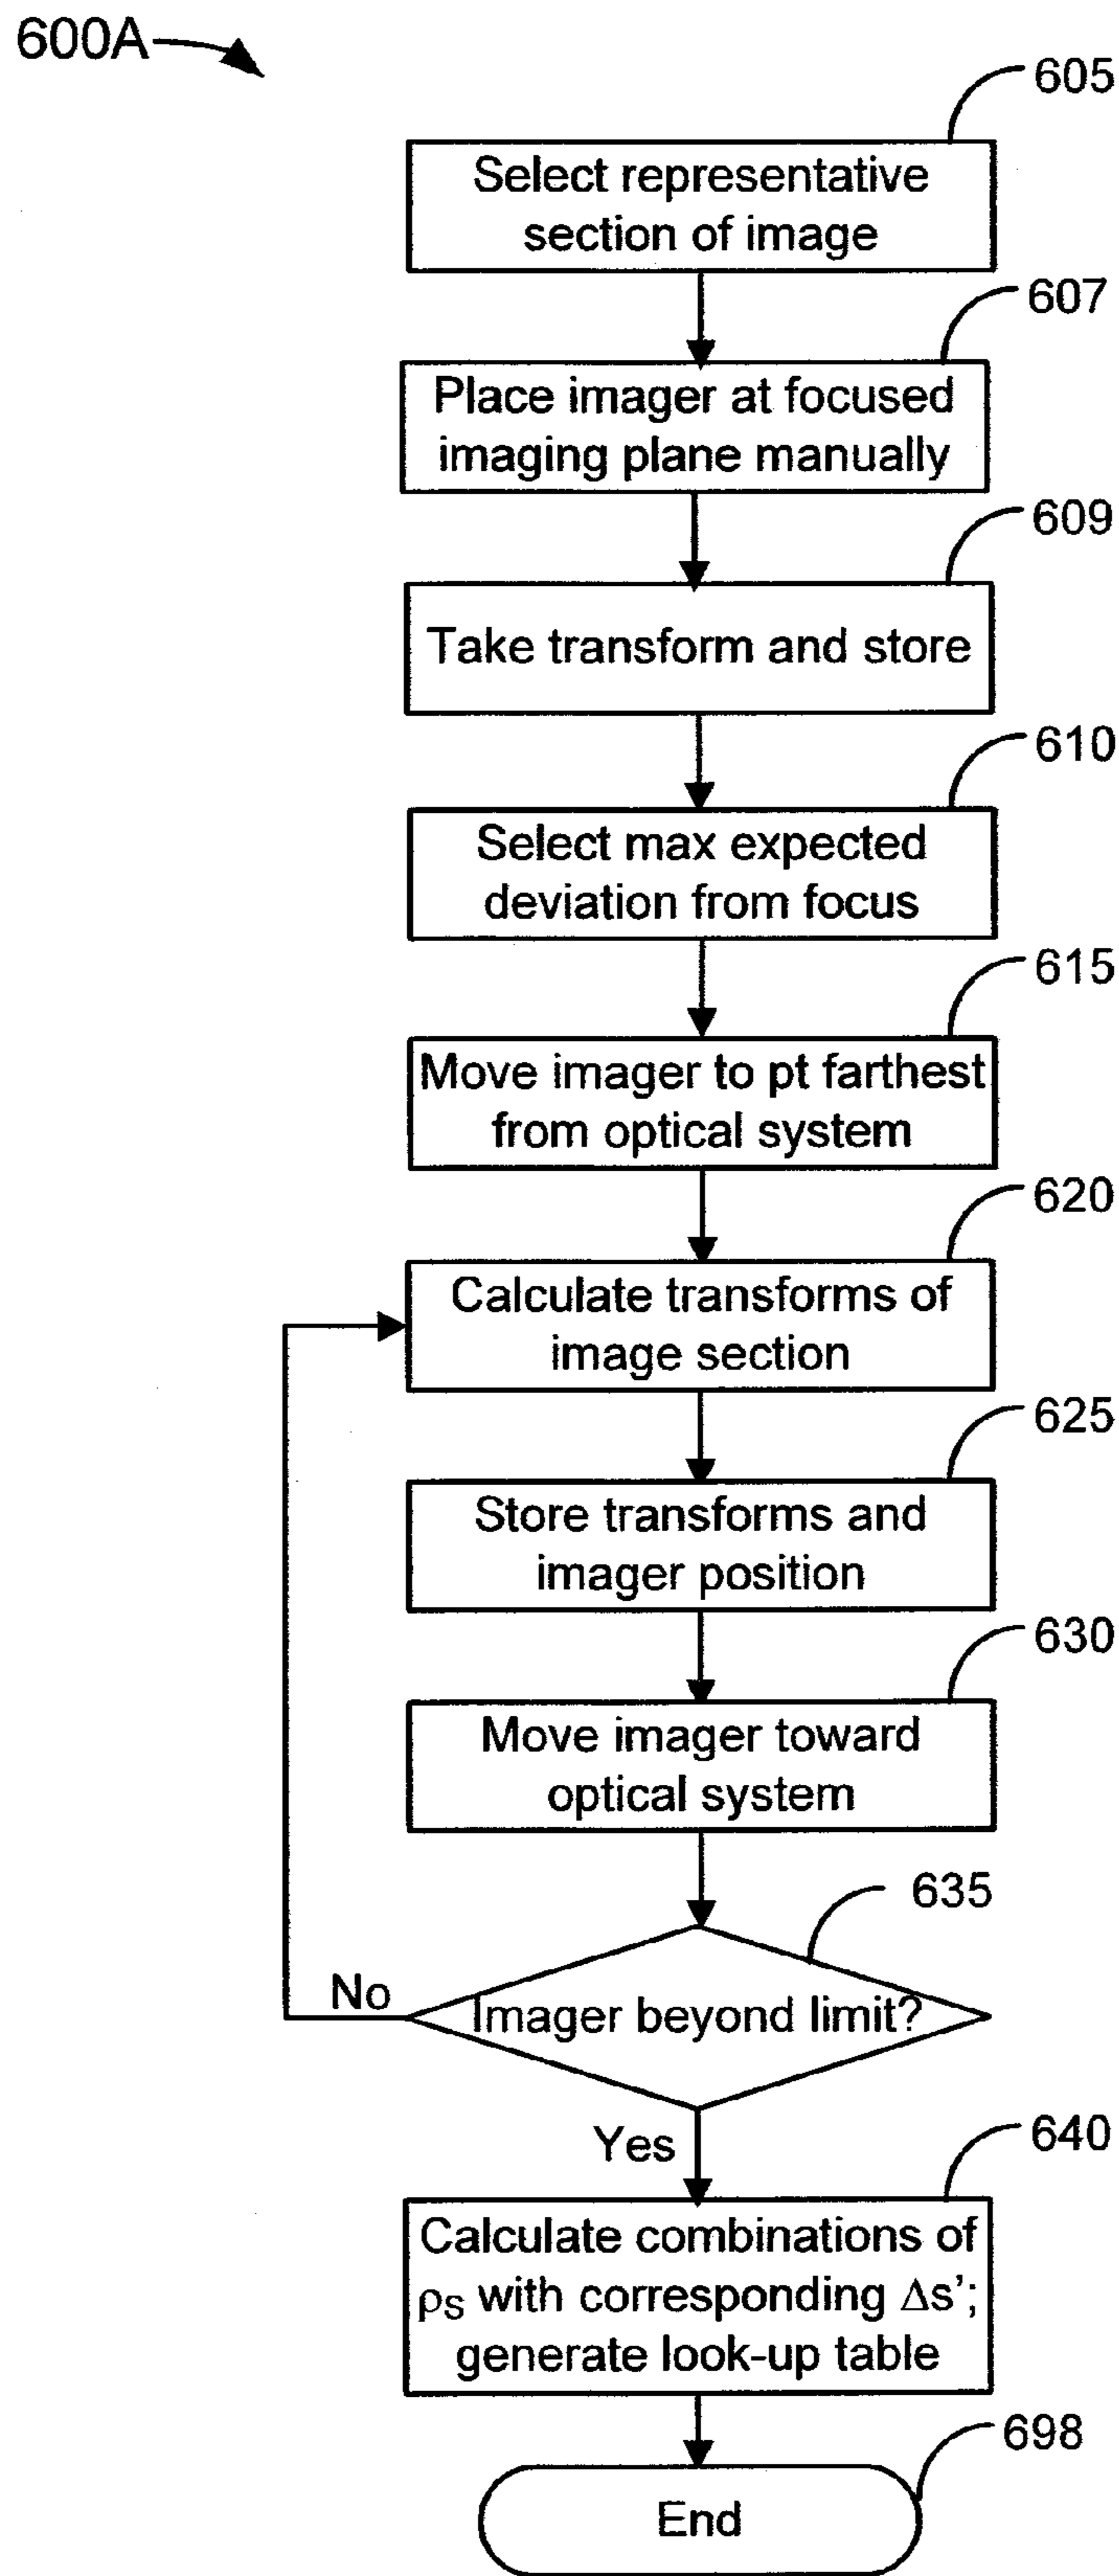 600A
605
Select representative
section of image
607
Place imager at focused
imaging plane manually
609
Take transform and store
610
Select max expected
deviation from focus
615
Move imager to pt farthest
from optical system
620
Calculate transforms of
image section
625
Store transforms and
imager position
630
Move imager toward
optical system
635
Imager beyond limit?
No
Yes
640
Calculate combinations of
ρS with corresponding Δs’;
generate look-up table
698
End